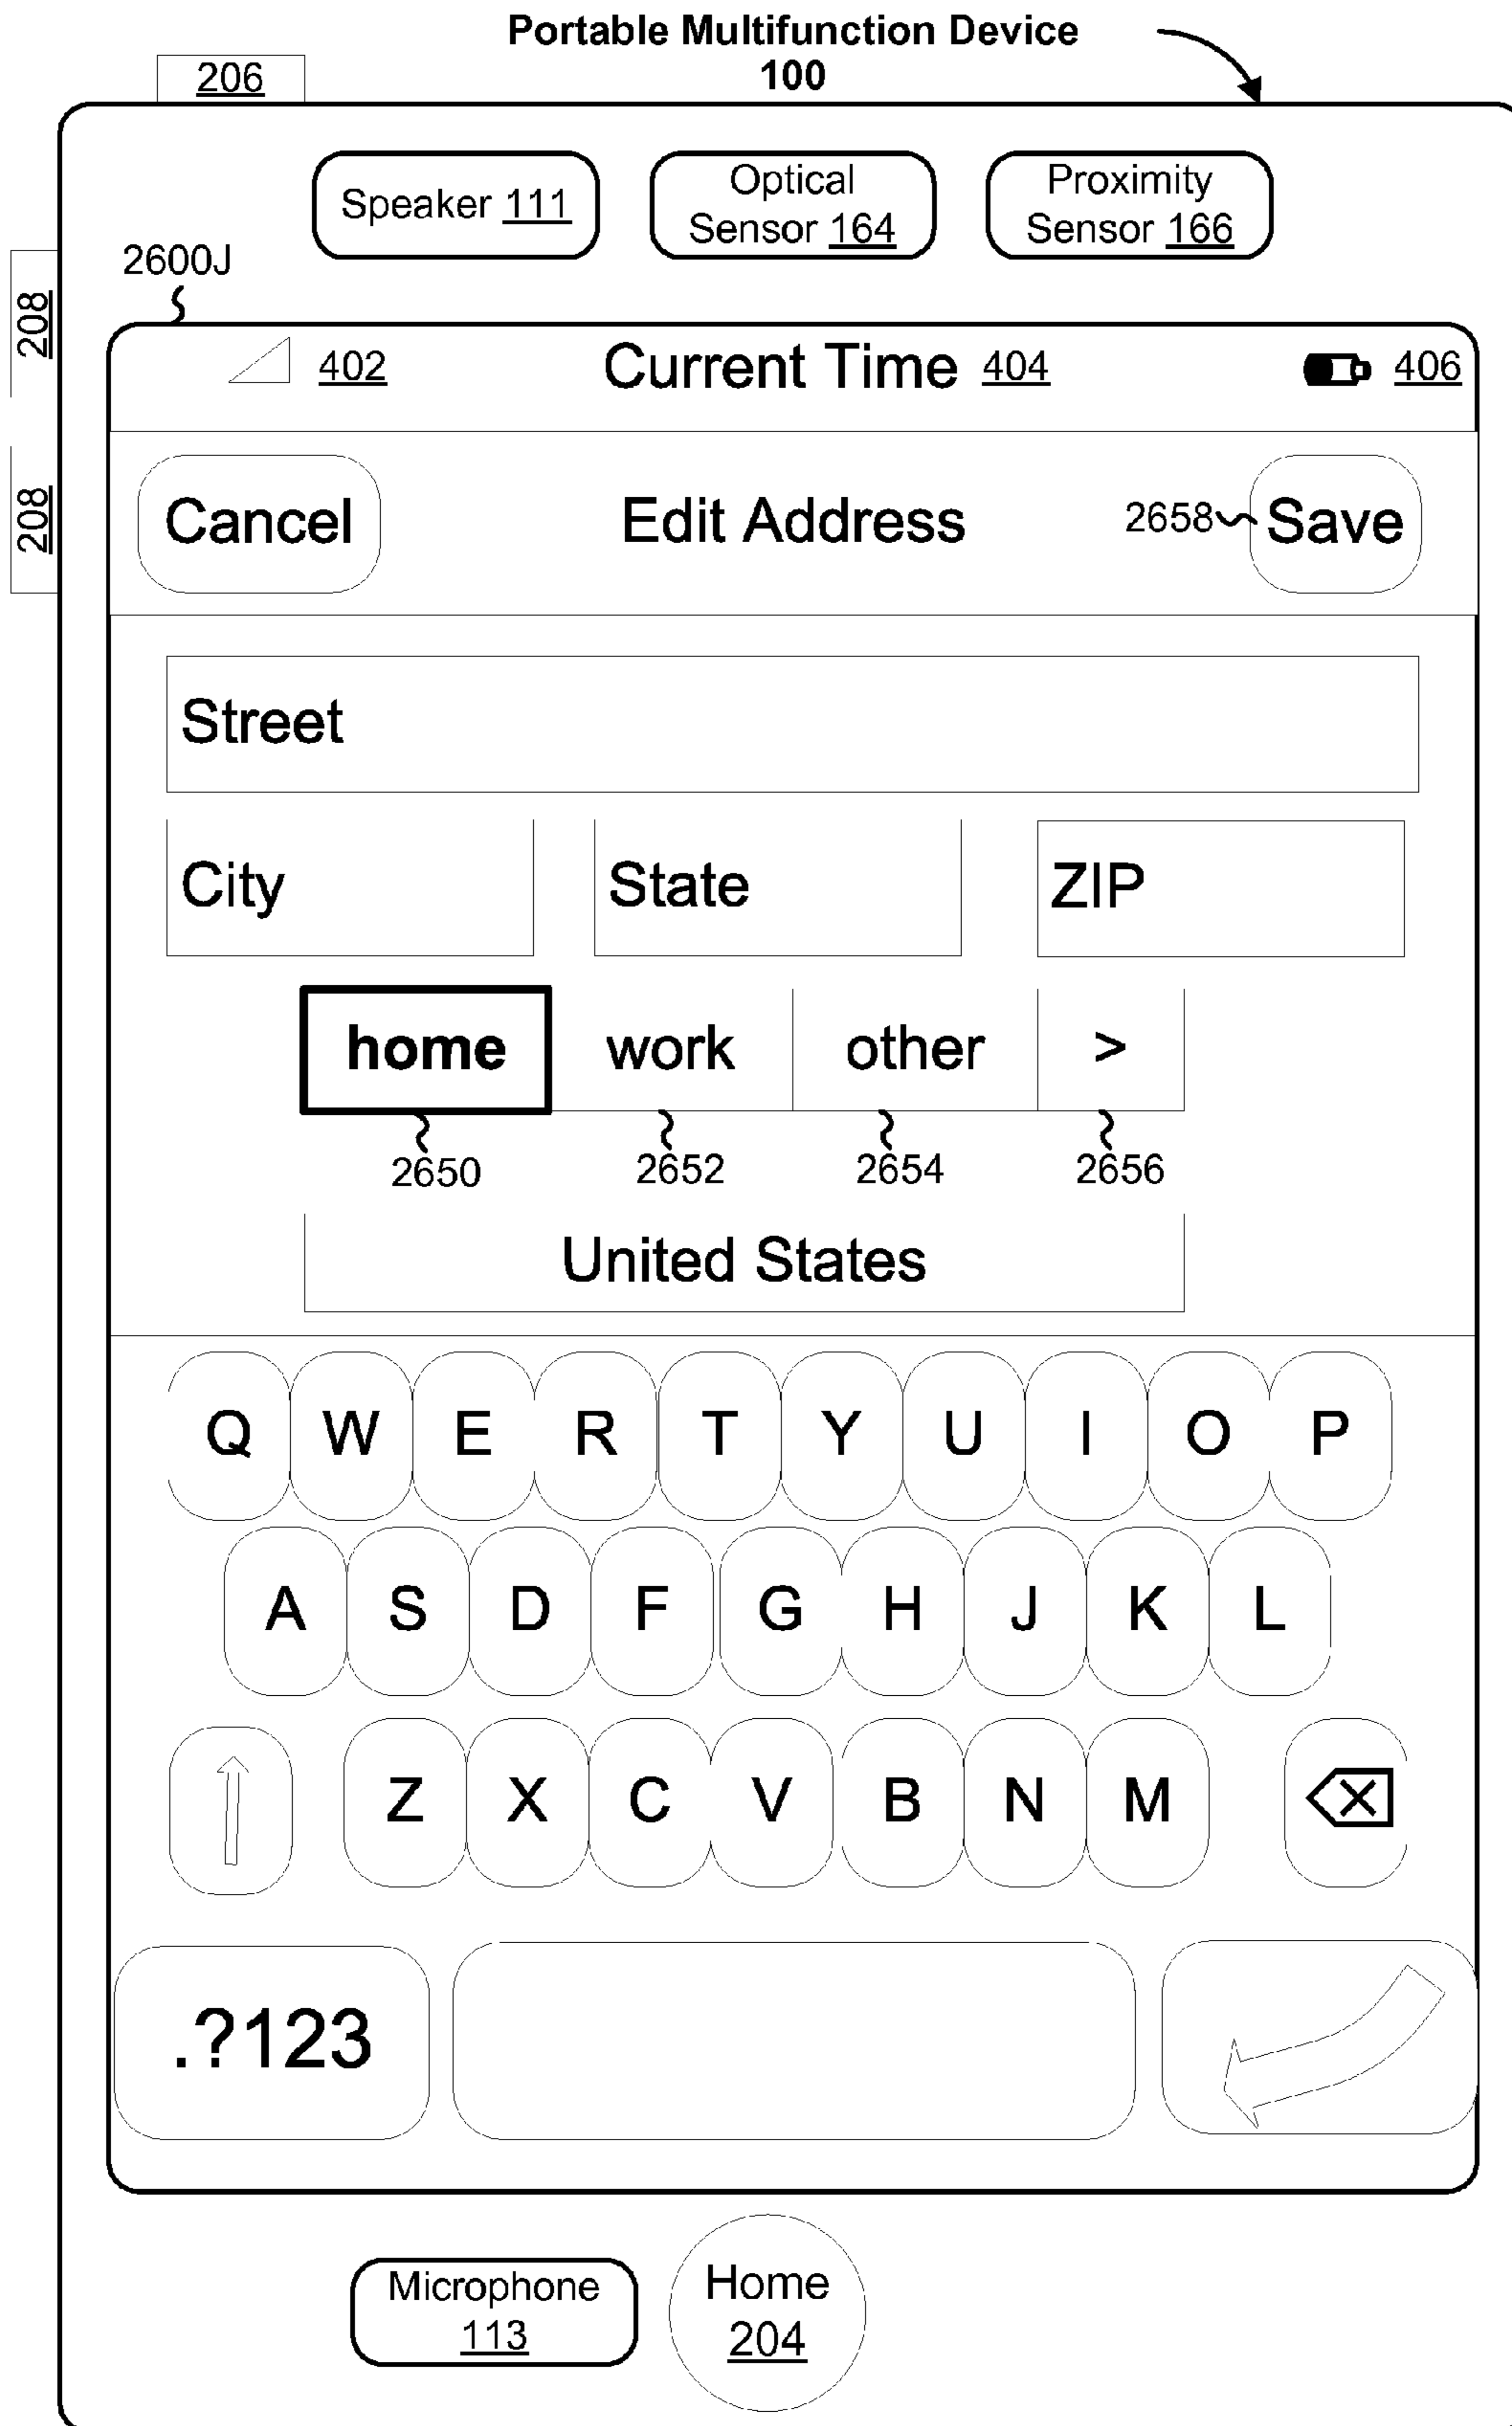 Portable Multifunction Device
100
206
Speaker 111
Optical
Sensor 164
Proximity
Sensor 166
2600J
208
402
Current Time 404
406
208
Cancel
Edit Address
2658
Save
Street
City
State
ZIP
home
work
other
>
2650
2652
2654
2656
United States
Q W E R T Y U I O P
A S D F G H J K L
Z X C V B N M
.?123
Microphone
113
Home
204